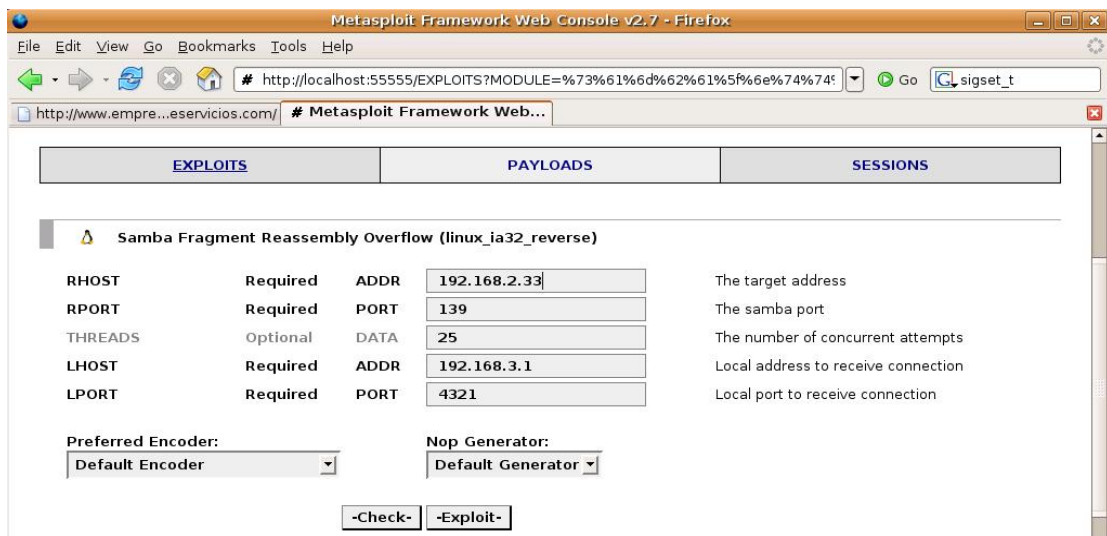 Metasploit Framework Web Console v2.7 - Firefox
File Edit View Go Bookmarks Tools Help
# http://localhost:55555/EXPLOITS?MODULE=%73%61%6d%62%61%5f%6e%74%74% Go G sigset_t
http://www.empre...eservicios.com/ # Metasploit Framework Web...
EXPLOITS PAYLOADS SESSIONS
Samba Fragment Reassembly Overflow (linux_ia32_reverse)
RHOST Required ADDR 192.168.2.33 The target address
RPORT Required PORT 139 The samba port
THREADS Optional DATA 25 The number of concurrent attempts
LHOST Required ADDR 192.168.3.1 Local address to receive connection
LPORT Required PORT 4321 Local port to receive connection
Preferred Encoder: Nop Generator:
Default Encoder Default Generator
-Check- -Exploit-